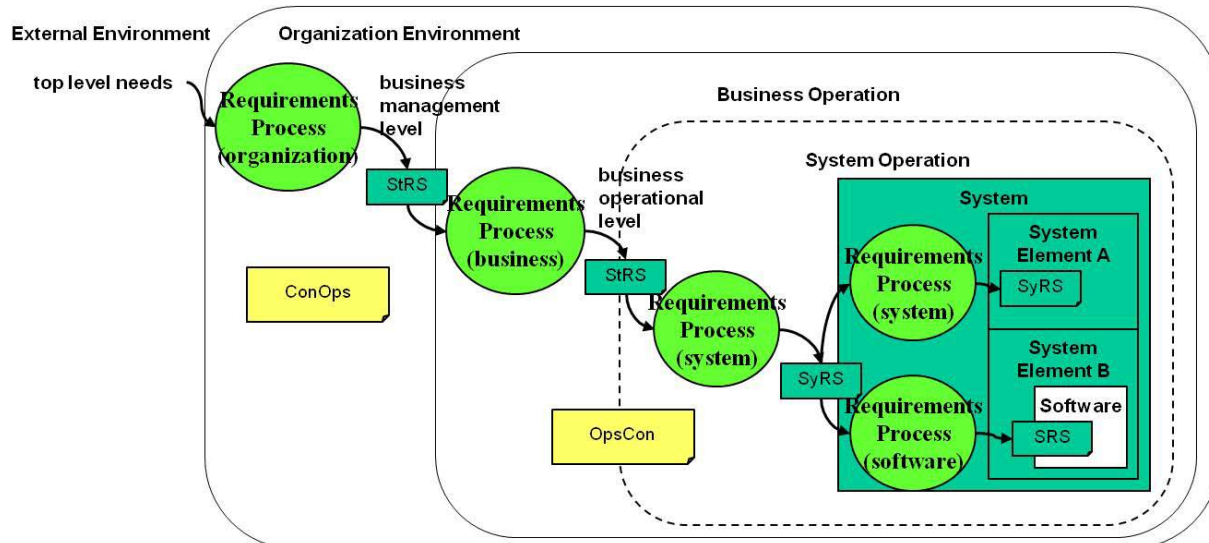 External Environment
Organization Environment
top level needs
Requirements
Process
(organization)
business
management
level
StRS
Business Operation
Requirements
Process
(business)
business
operational
level
StRS
ConOps
System Operation
Requirements
Process
(system)
SyRS
OpsCon
System
Requirements
Process
(system)
System
Element A
SyRS
Requirements
Process
(software)
System
Element B
Software
SRS